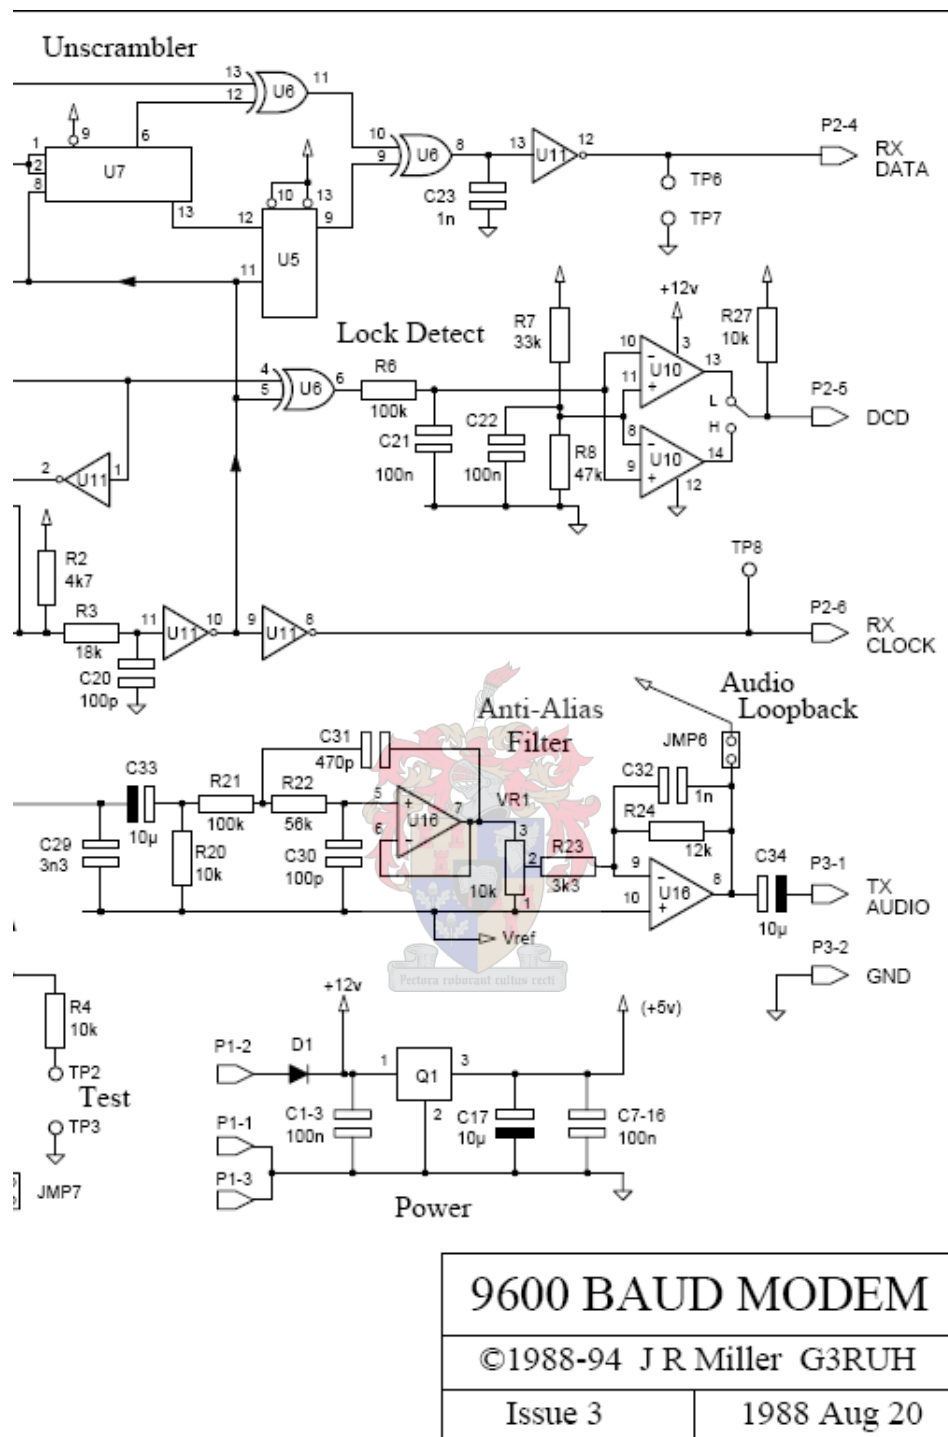 Unscrambler
13
12
U6
11
9
6
1
2
8
U7
13
10
13
12
9
U5
11
10
9
U6
8
C23
1n
13
U11
12
P2-4
RX
DATA
TP6
TP7
Lock Detect
4
5
U6
6
R6
100k
C21
100n
C22
100n
R7
33k
R8
47k
+12v
10
3
13
11
U10
8
U10
14
9
12
L
H
R27
10k
P2-5
DCD
2
U11
1
R2
4k7
R3
18k
C20
100p
11
U11
10
9
U11
8
TP8
P2-6
RX
CLOCK
Audio
Loopback
JMP6
Anti-Alias
Filter
C31
470p
C33
10µ
R21
100k
R22
56k
C29
3n3
R20
10k
C30
100p
5
6
U16
7
VR1
3
2
10k
1
R23
3k3
C32
1n
R24
12k
9
10
U16
8
C34
10µ
P3-1
TX
AUDIO
Vref
P3-2
GND
Pectora roborant cultus recti
R4
10k
TP2
Test
TP3
JMP7
+12v
(+5v)
P1-2
D1
1
Q1
3
2
C1-3
100n
C17
10µ
C7-16
100n
P1-1
P1-3
Power
9600 BAUD MODEM
©1988-94 J R Miller G3RUH
Issue 3
1988 Aug 20